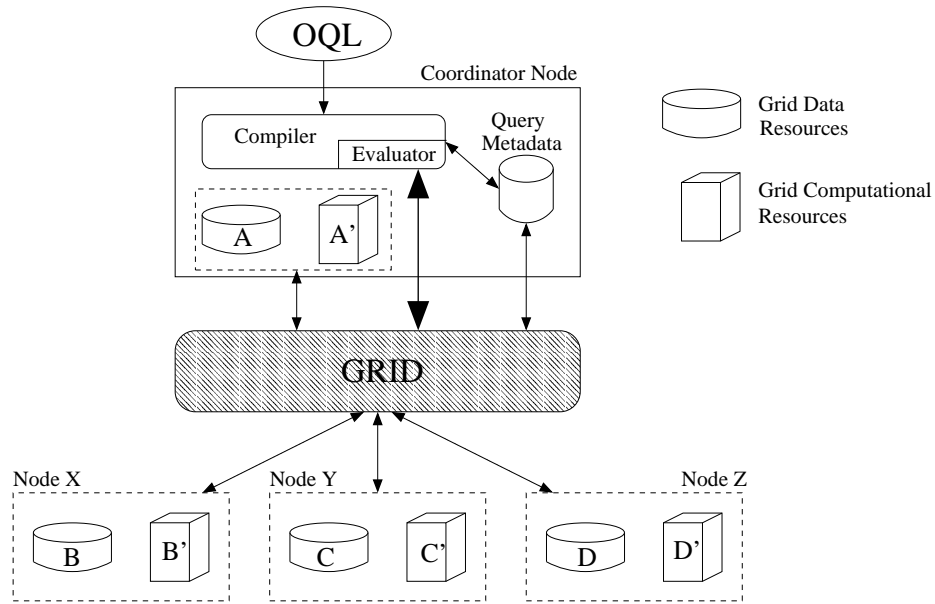 OQL
Coordinator Node
Compiler
Evaluator
Query
Metadata
A
A'
Grid Data
Resources
Grid Computational
Resources
GRID
Node X
B
B'
Node Y
C
C'
Node Z
D
D'